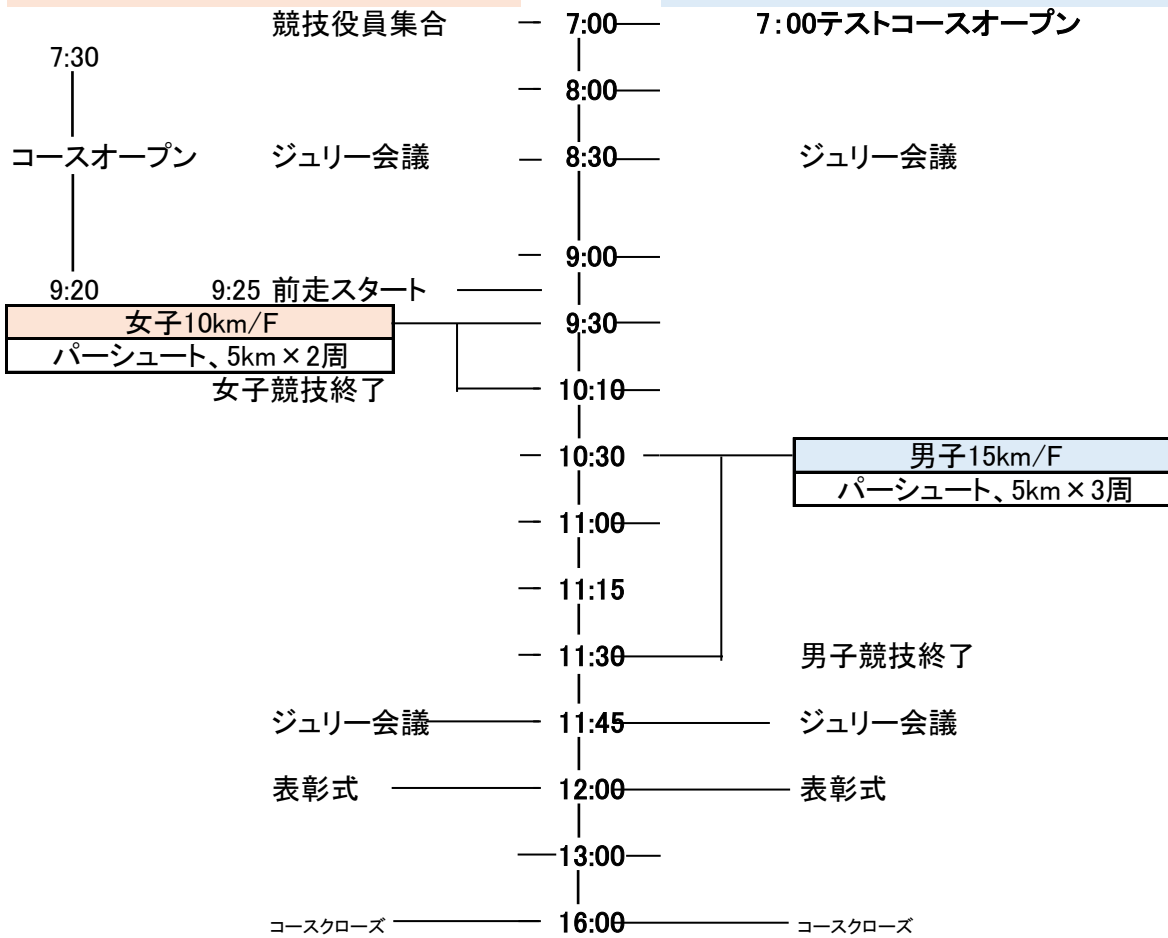 競技役員集合 7:00 7:00テストコースオープン
7:30
8:00
コースオープン ジュリー会議 8:30 ジュリー会議
9:00
9:20 9:25 前走スタート
女子10km/F 9:30
パーシュート、5km×2周
女子競技終了 10:10
10:30 男子15km/F
パーシュート、5km×3周
11:00
11:15
11:30 男子競技終了
ジュリー会議 11:45 ジュリー会議
表彰式 12:00 表彰式
13:00
コースクローズ 16:00 コースクローズ